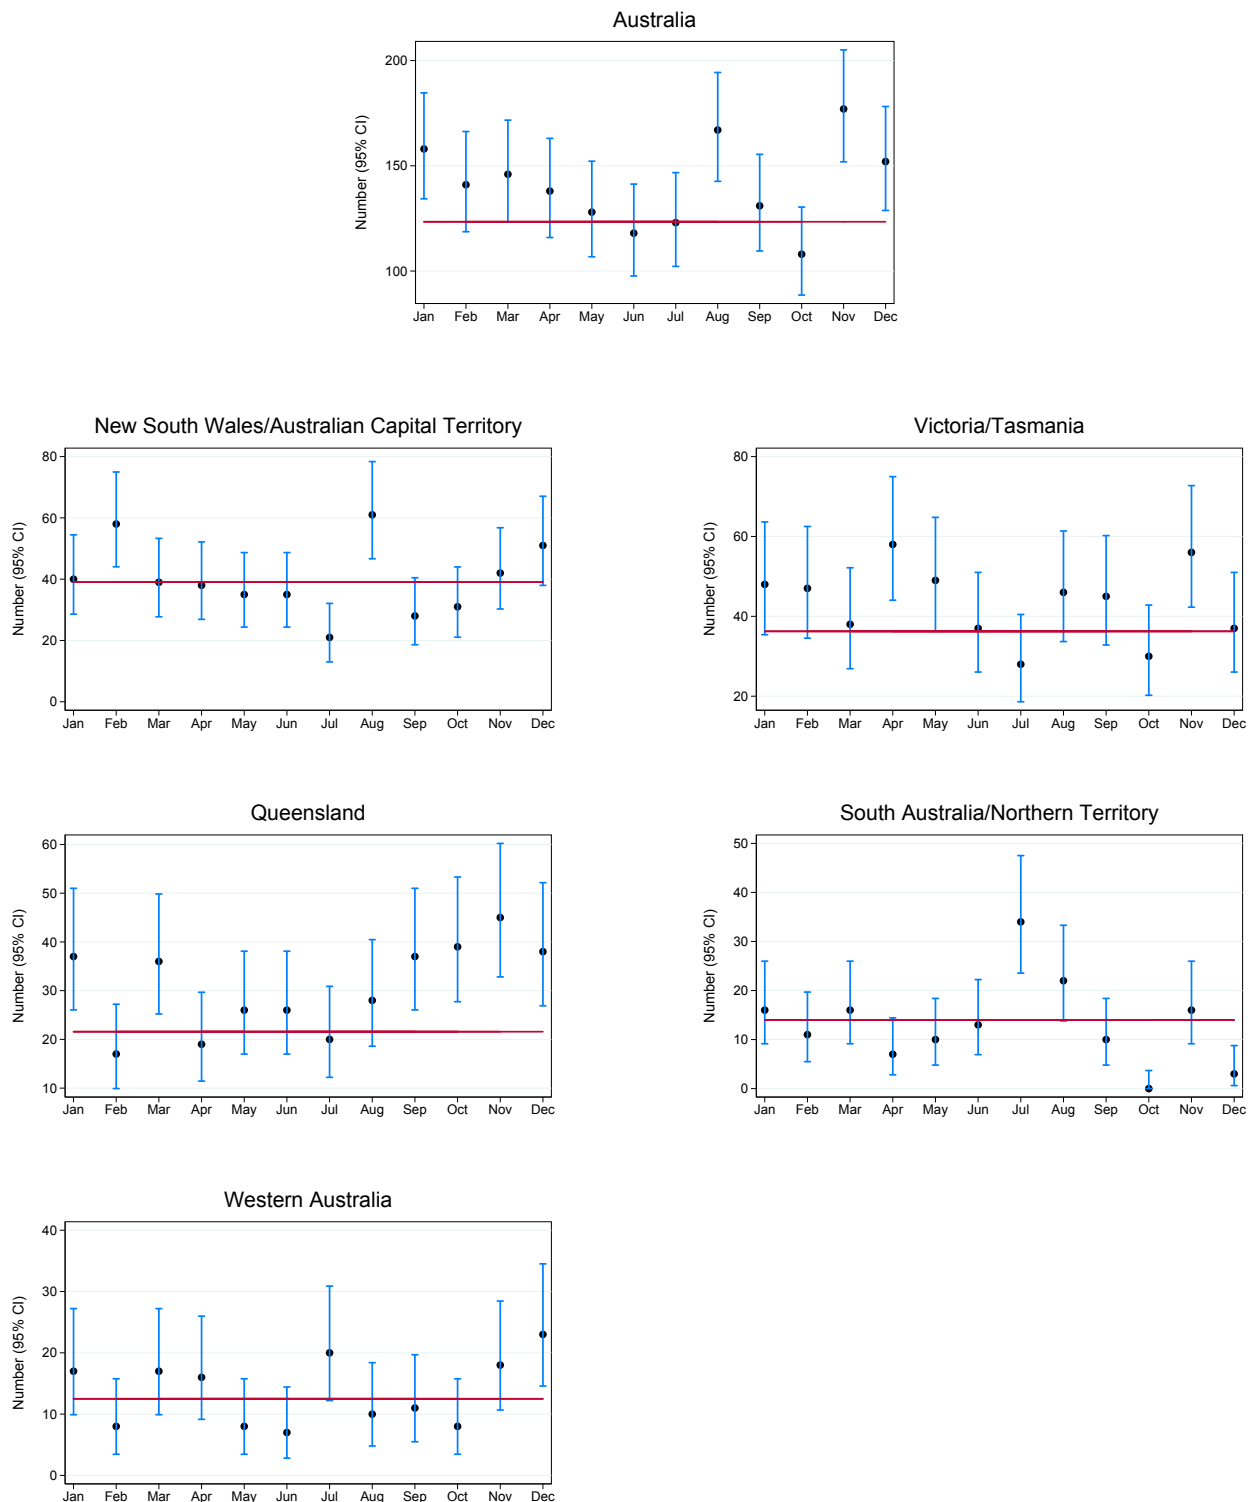 Australia
Number (95% CI)
200
150
100
Jan Feb Mar Apr May Jun Jul Aug Sep Oct Nov Dec
New South Wales/Australian Capital Territory
Number (95% CI)
80
60
40
20
0
Jan Feb Mar Apr May Jun Jul Aug Sep Oct Nov Dec
Victoria/Tasmania
Number (95% CI)
80
60
40
20
Jan Feb Mar Apr May Jun Jul Aug Sep Oct Nov Dec
Queensland
Number (95% CI)
60
50
40
30
20
10
Jan Feb Mar Apr May Jun Jul Aug Sep Oct Nov Dec
South Australia/Northern Territory
Number (95% CI)
50
40
30
20
10
0
Jan Feb Mar Apr May Jun Jul Aug Sep Oct Nov Dec
Western Australia
Number (95% CI)
40
30
20
10
0
Jan Feb Mar Apr May Jun Jul Aug Sep Oct Nov Dec